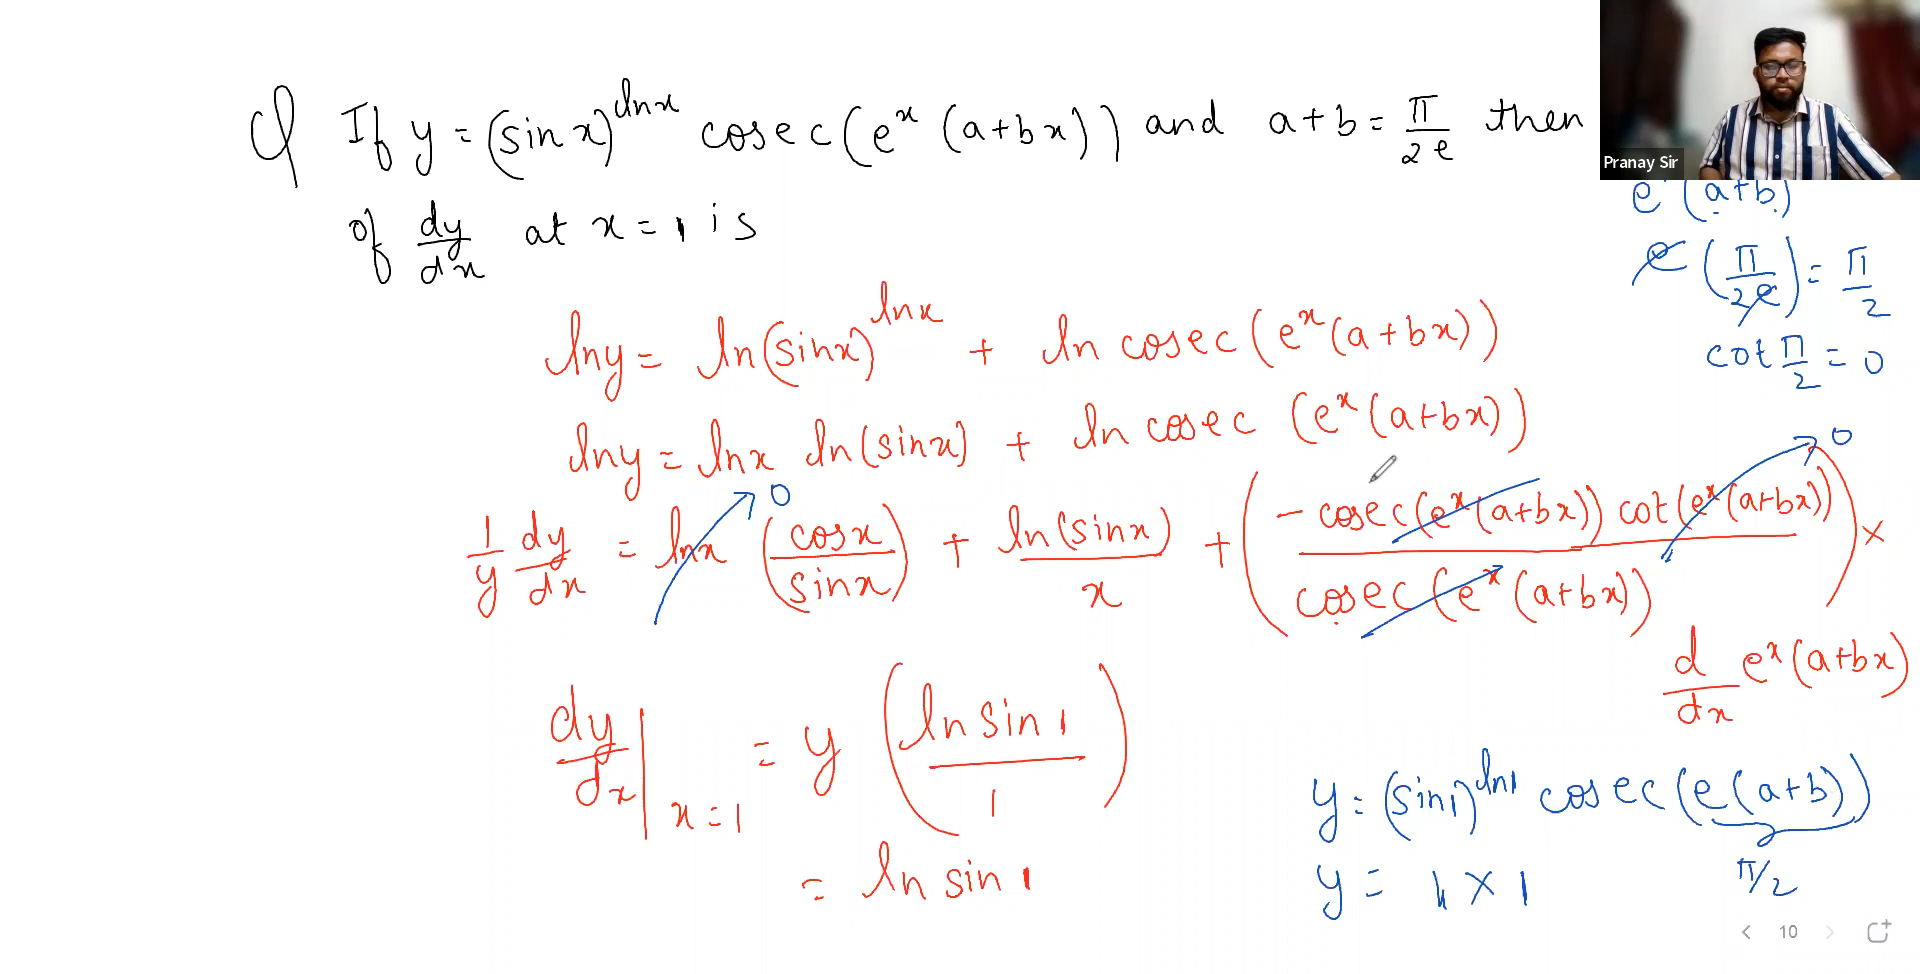 Q If y = (sin x)^{ln x} cosec(e^x (a+bx)) and a+b = π/2e then
Pranay Sir
of dy/dx at x = 1 is
e (a+b)
e (π/2e) = π/2
cot π/2 = 0
ln y = ln(sin x)^{ln x} + ln cosec(e^x (a+bx))
ln y = ln x ln(sin x) + ln cosec (e^x (a+bx))
1/y dy/dx = ln x → 0 (cos x/sin x) + ln(sin x)/x + (- cosec(e^x (a+bx)) cot(e^x (a+bx)) → 0 / cosec(e^x (a+bx))) ×
d/dx e^x (a+bx)
dy/dx | x=1 = y (ln sin 1 / 1)
= ln sin 1
y = (sin 1)^{ln 1} cosec (e(a+b))
π/2
y = 1 × 1
10